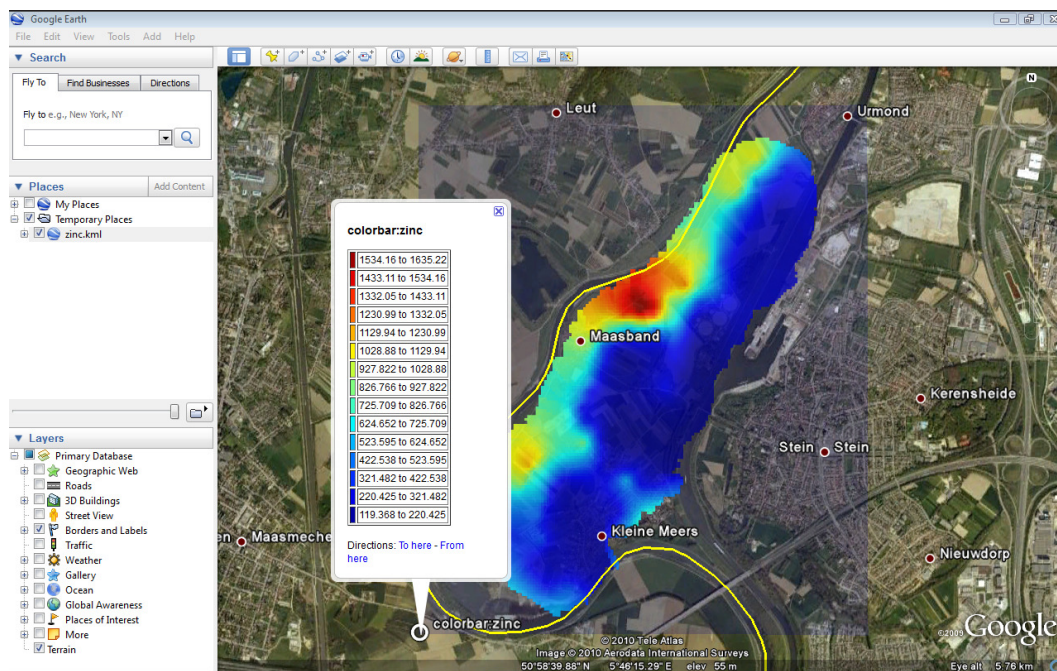 Google Earth
File Edit View Tools Add Help
Search
Fly To Find Businesses Directions
Fly to e.g., New York, NY
Places Add Content
My Places
Temporary Places
zinc.kml
Layers
Primary Database
Geographic Web
Roads
3D Buildings
Street View
Borders and Labels
Traffic
Weather
Gallery
Ocean
Global Awareness
Places of Interest
More
Terrain
colorbar:zinc
1534.16 to 1635.22
1433.11 to 1534.16
1332.05 to 1433.11
1230.99 to 1332.05
1129.94 to 1230.99
1028.88 to 1129.94
927.822 to 1028.88
826.766 to 927.822
725.709 to 826.766
624.652 to 725.709
523.595 to 624.652
422.538 to 523.595
321.482 to 422.538
220.425 to 321.482
119.368 to 220.425
Directions: To here - From
here
N
Leut
Urmond
Maasband
Kerensheide
Stein Stein
Kleine Meers
en Maasmeche
Nieuwdorp
colorbar:zinc
© 2010 Tele Atlas
Image © 2010 Aerodata International Surveys
©2009 Google
50°58'39.88" N 5°46'15.29" E elev 55 m
Eye alt 5.76 km